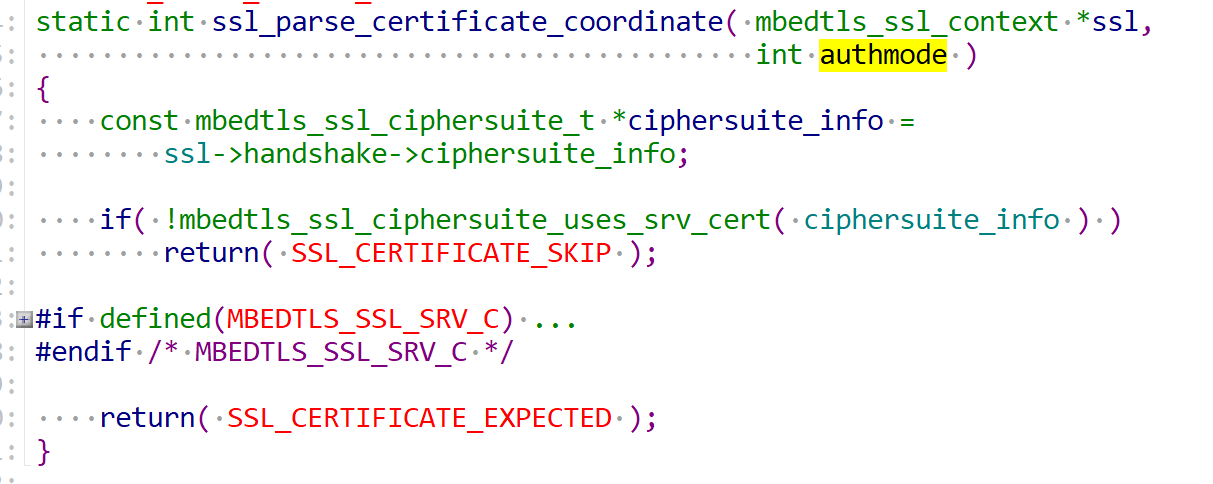 static int ssl_parse_certificate_coordinate( mbedtls_ssl_context *ssl,
int authmode )
{
const mbedtls_ssl_ciphersuite_t *ciphersuite_info =
ssl->handshake->ciphersuite_info;
if( !mbedtls_ssl_ciphersuite_uses_srv_cert( ciphersuite_info ) )
return( SSL_CERTIFICATE_SKIP );
#if defined(MBEDTLS_SSL_SRV_C) ...
#endif /* MBEDTLS_SSL_SRV_C */
return( SSL_CERTIFICATE_EXPECTED );
}